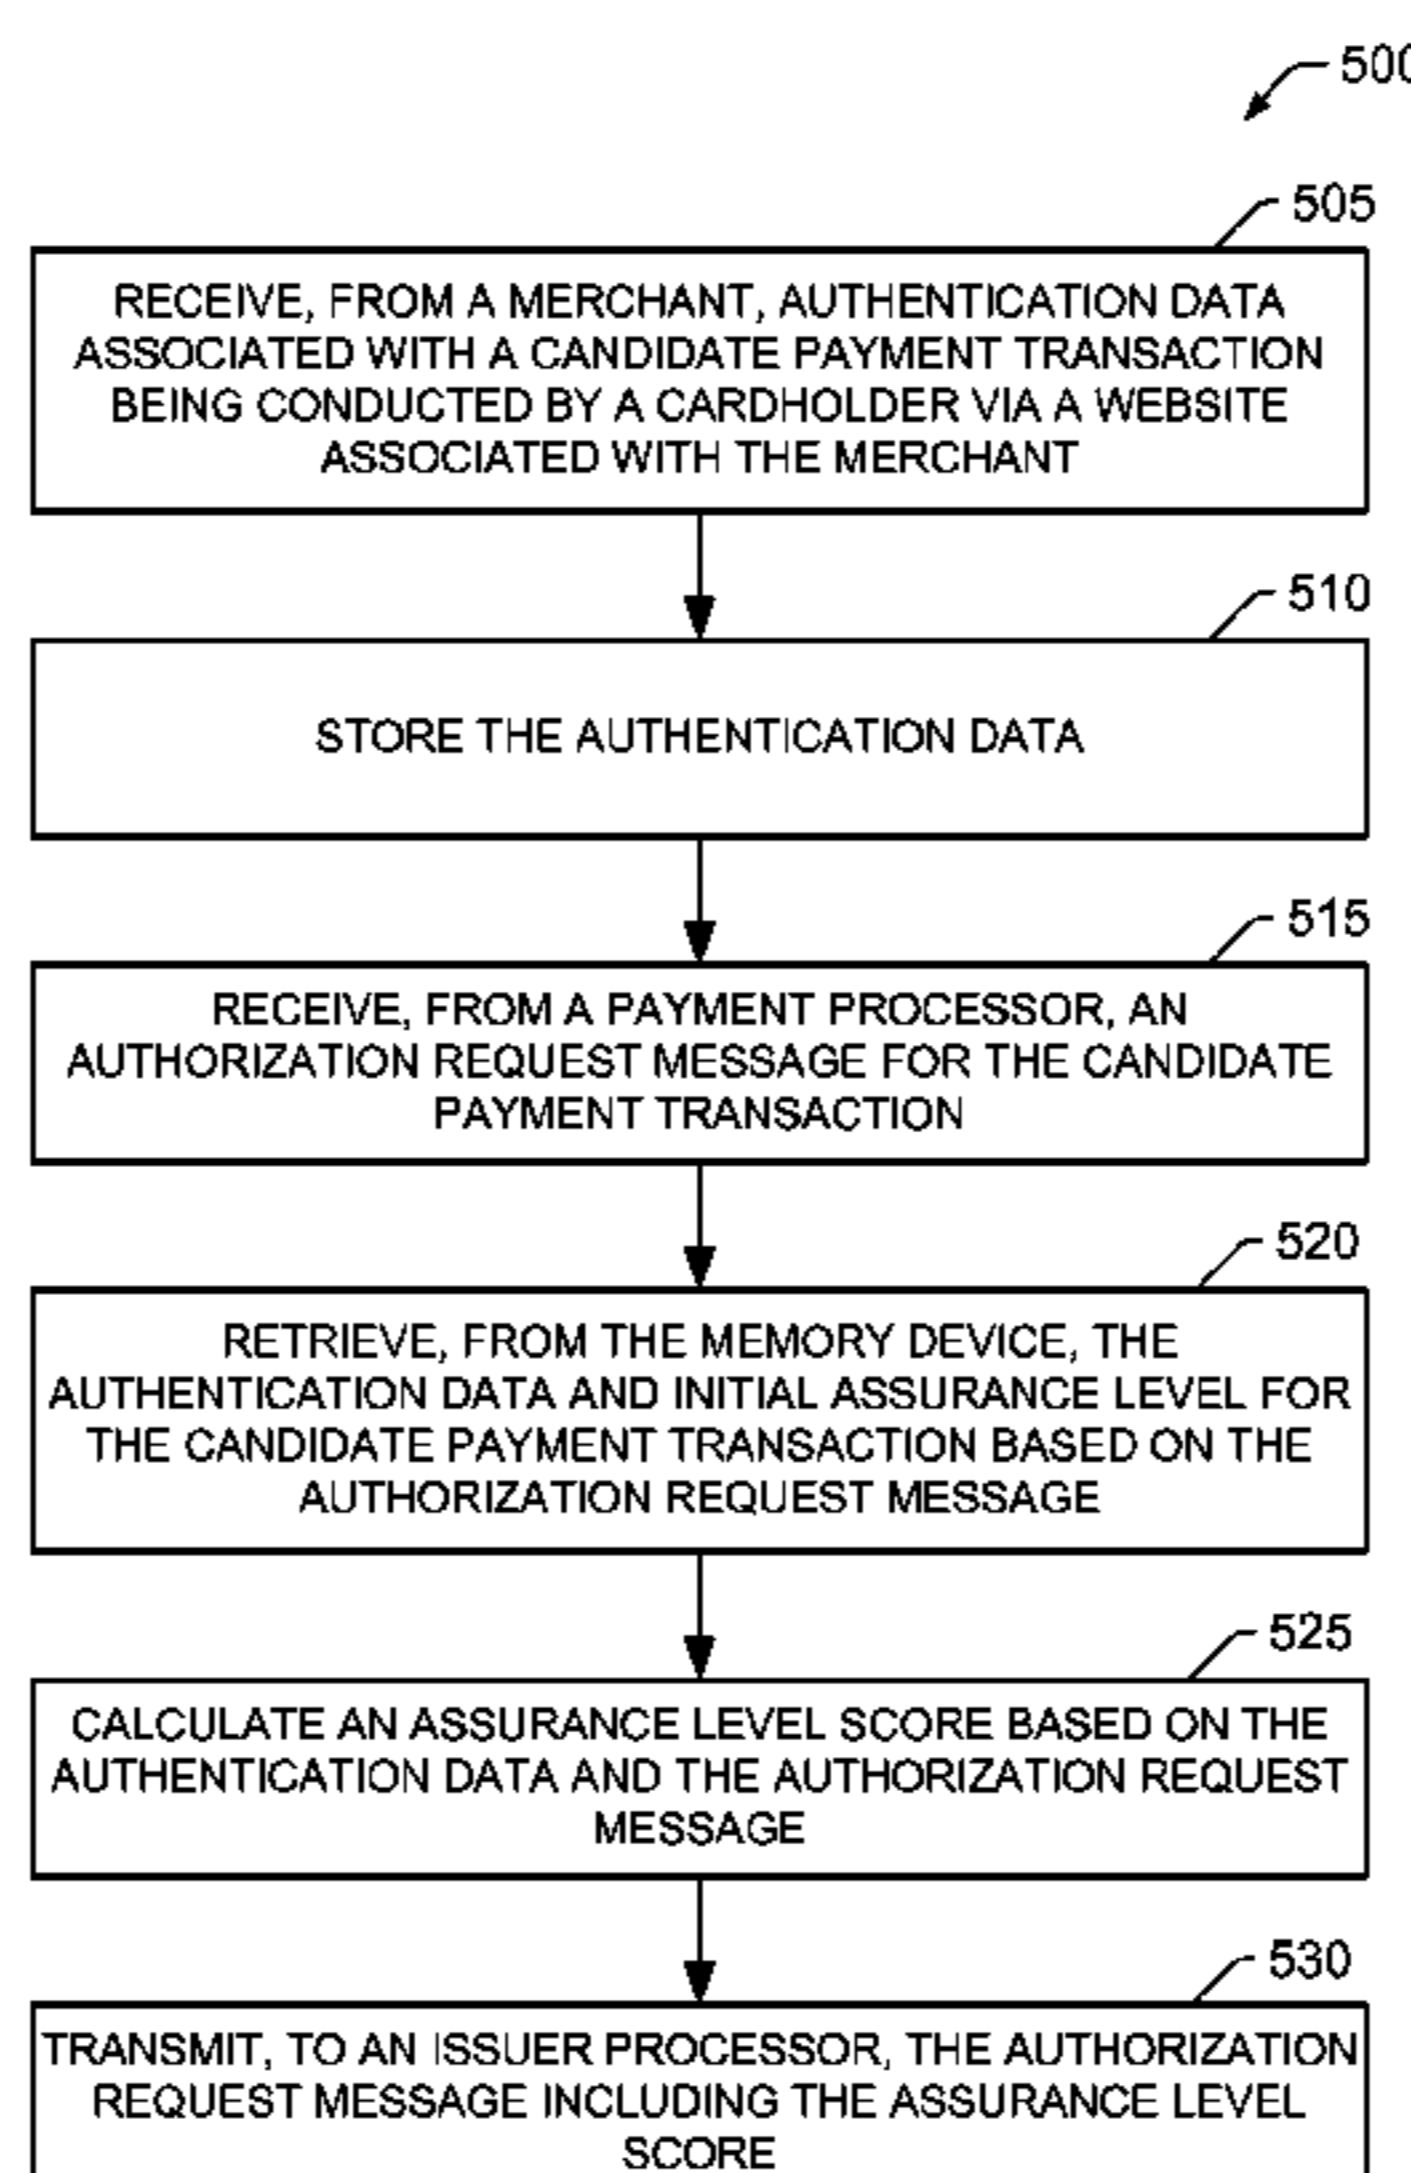 500
505
RECEIVE, FROM A MERCHANT, AUTHENTICATION DATA
ASSOCIATED WITH A CANDIDATE PAYMENT TRANSACTION
BEING CONDUCTED BY A CARDHOLDER VIA A WEBSITE
ASSOCIATED WITH THE MERCHANT
510
STORE THE AUTHENTICATION DATA
515
RECEIVE, FROM A PAYMENT PROCESSOR, AN
AUTHORIZATION REQUEST MESSAGE FOR THE CANDIDATE
PAYMENT TRANSACTION
520
RETRIEVE, FROM THE MEMORY DEVICE, THE
AUTHENTICATION DATA AND INITIAL ASSURANCE LEVEL FOR
THE CANDIDATE PAYMENT TRANSACTION BASED ON THE
AUTHORIZATION REQUEST MESSAGE
525
CALCULATE AN ASSURANCE LEVEL SCORE BASED ON THE
AUTHENTICATION DATA AND THE AUTHORIZATION REQUEST
MESSAGE
530
TRANSMIT, TO AN ISSUER PROCESSOR, THE AUTHORIZATION
REQUEST MESSAGE INCLUDING THE ASSURANCE LEVEL
SCORE